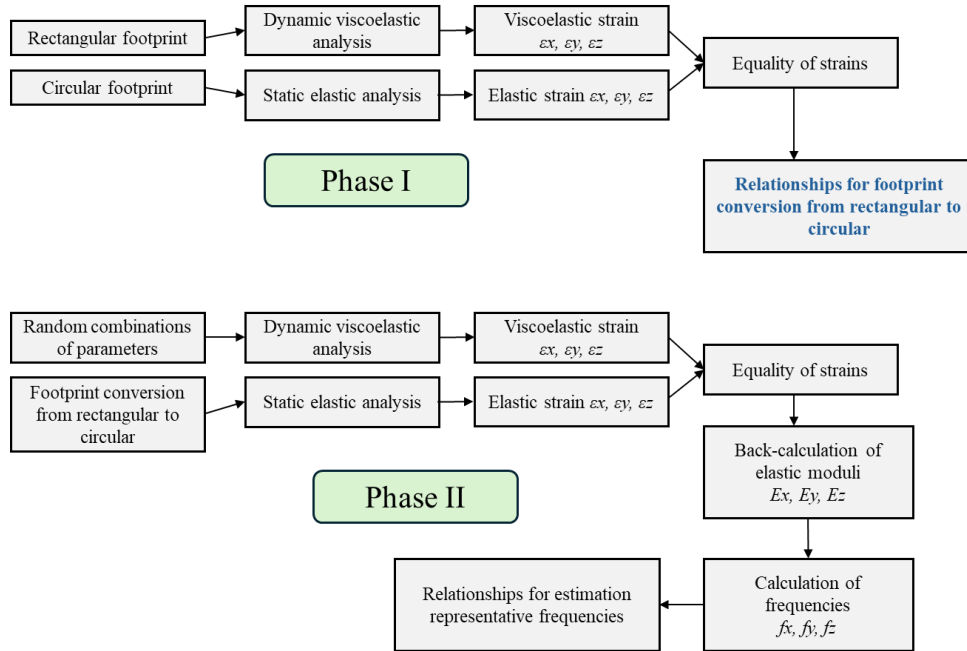 Rectangular footprint
Dynamic viscoelastic
analysis
Viscoelastic strain
εx, εy, εz
Circular footprint
Static elastic analysis
Elastic strain εx, εy, εz
Equality of strains
Phase I
Relationships for footprint
conversion from rectangular to
circular
Random combinations
of parameters
Dynamic viscoelastic
analysis
Viscoelastic strain
εx, εy, εz
Footprint conversion
from rectangular to
circular
Static elastic analysis
Elastic strain εx, εy, εz
Equality of strains
Phase II
Back-calculation of
elastic moduli
Ex, Ey, Ez
Calculation of
frequencies
fx, fy, fz
Relationships for estimation
representative frequencies